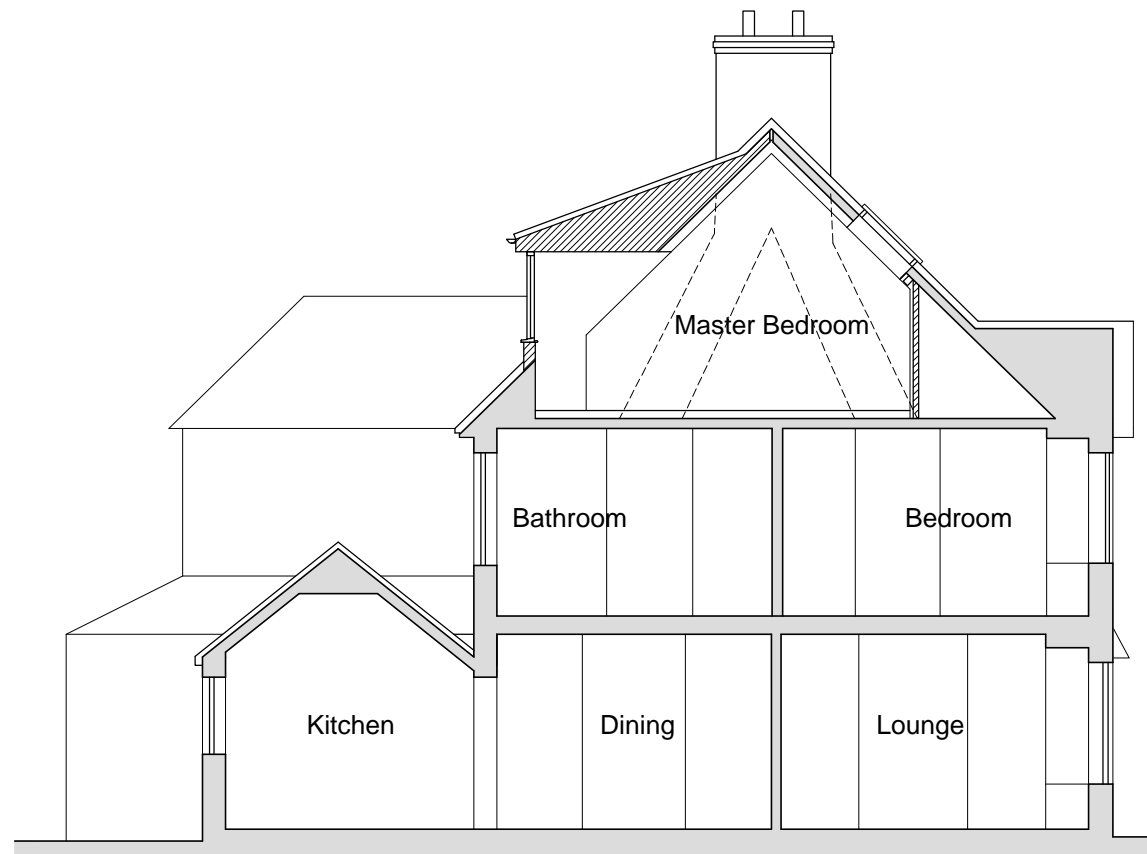 Master Bedroom
Bathroom
Bedroom
Kitchen
Dining
Lounge